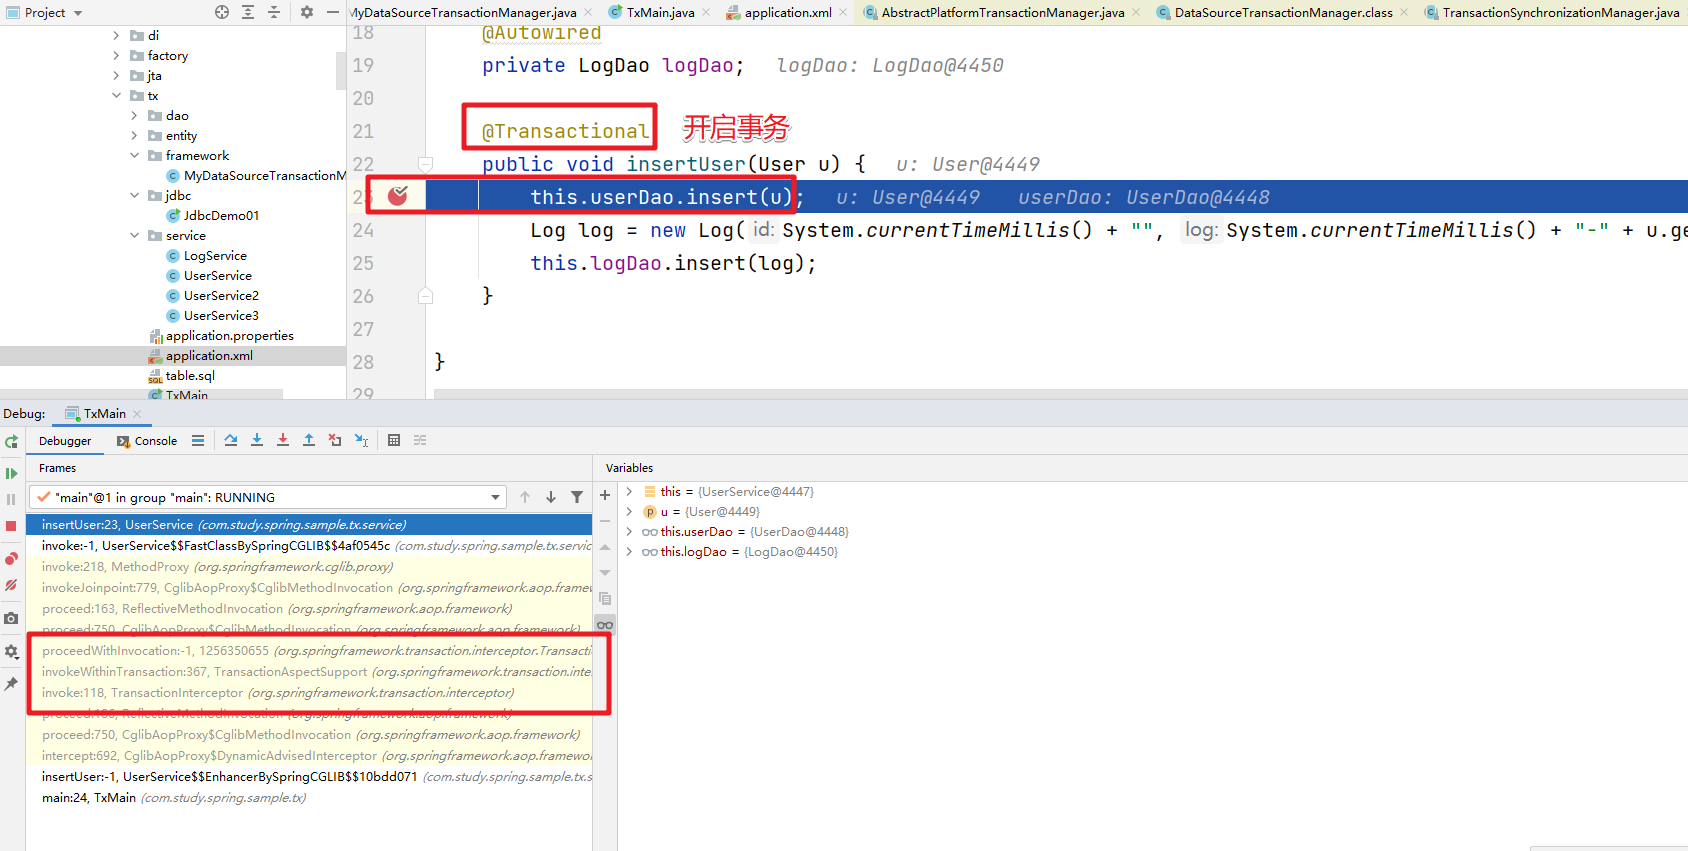 Project
MyDataSourceTransactionManager.java
TxMain.java
application.xml
AbstractPlatformTransactionManager.java
DataSourceTransactionManager.class
TransactionSynchronizationManager.java
di
factory
jta
tx
dao
entity
framework
MyDataSourceTransactionM
jdbc
JdbcDemo01
service
LogService
UserService
UserService2
UserService3
application.properties
application.xml
table.sql
TxMain
18 @Autowired
19 private LogDao logDao; logDao: LogDao@4450
20
21 @Transactional 开启事务
22 public void insertUser(User u) { u: User@4449
23 this.userDao.insert(u); u: User@4449 userDao: UserDao@4448
24 Log log = new Log( id: System.currentTimeMillis() + "", log: System.currentTimeMillis() + "-" + u.ge
25 this.logDao.insert(log);
26 }
27
28 }
29
Debug: TxMain
Debugger Console
Frames
"main"@1 in group "main": RUNNING
insertUser:23, UserService (com.study.spring.sample.tx.service)
invoke:-1, UserService$$FastClassBySpringCGLIB$$4af0545c (com.study.spring.sample.tx.servic
invoke:218, MethodProxy (org.springframework.cglib.proxy)
invokeJoinpoint:779, CglibAopProxy$CglibMethodInvocation (org.springframework.aop.framew
proceed:163, ReflectiveMethodInvocation (org.springframework.aop.framework)
proceed:750, CglibAopProxy$CglibMethodInvocation (org.springframework.aop.framework)
proceedWithInvocation:-1, 1256350655 (org.springframework.transaction.interceptor.Transacti
invokeWithinTransaction:367, TransactionAspectSupport (org.springframework.transaction.inte
invoke:118, TransactionInterceptor (org.springframework.transaction.interceptor)
proceed:186, ReflectiveMethodInvocation (org.springframework.aop.framework)
proceed:750, CglibAopProxy$CglibMethodInvocation (org.springframework.aop.framework)
intercept:692, CglibAopProxy$DynamicAdvisedInterceptor (org.springframework.aop.framewo
insertUser:-1, UserService$$EnhancerBySpringCGLIB$$10bdd071 (com.study.spring.sample.tx.s
main:24, TxMain (com.study.spring.sample.tx)
Variables
this = {UserService@4447}
u = {User@4449}
this.userDao = {UserDao@4448}
this.logDao = {LogDao@4450}